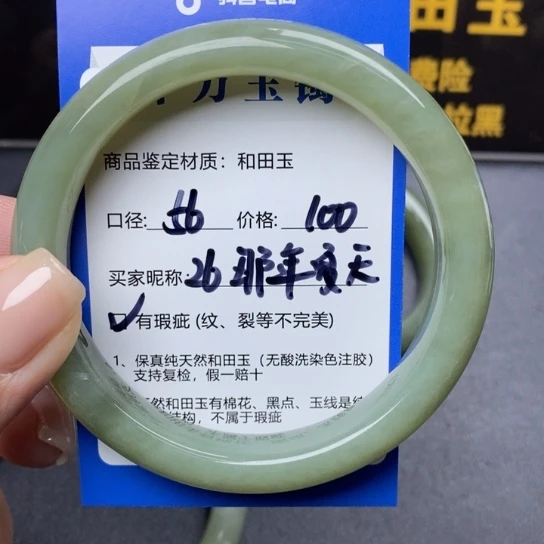 田玉
商品鉴定材质：和田玉
口径: 56 价格: 100
买家昵称: 26 那年夏天
有瑕疵 (纹、裂等不完美)
1、保真纯天然和田玉（无酸洗染色注胶）
支持复检，假一赔十
然和田玉有棉花、黑点、玉线是
结构，不属于瑕疵